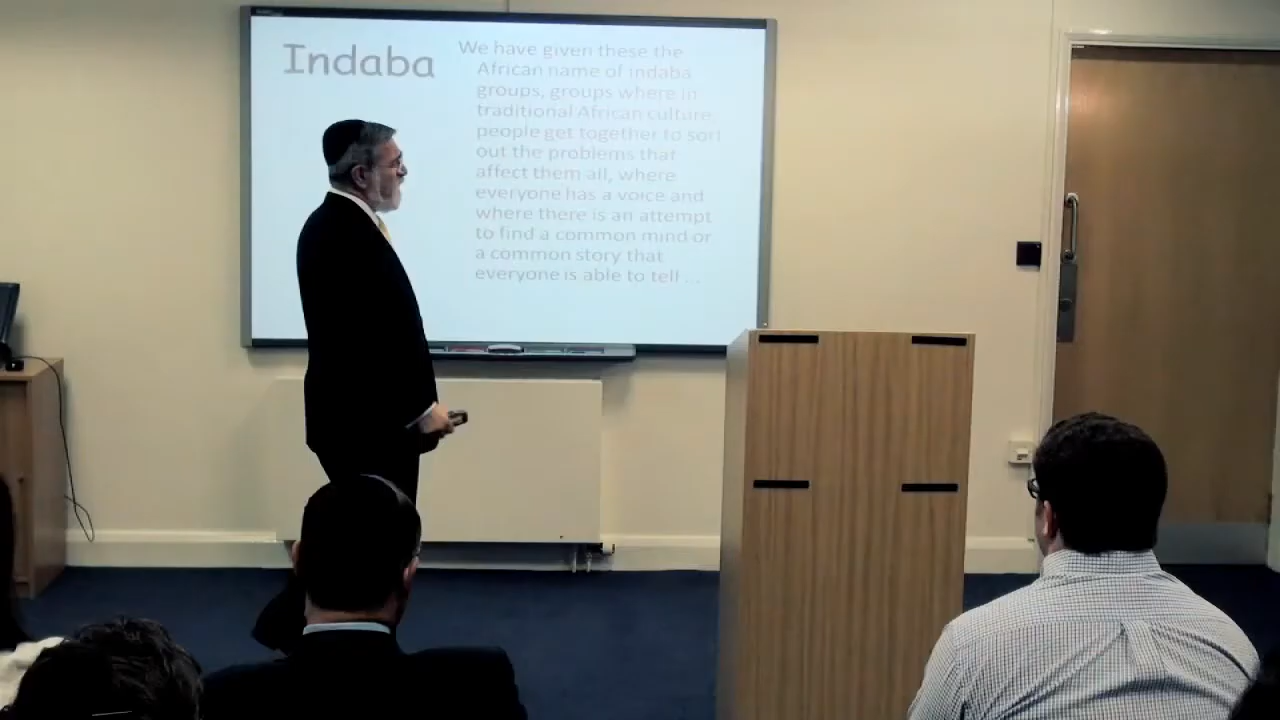 Indaba
We have given these the
African name of indaba
groups, groups where in
traditional African culture,
people get together to sort
out the problems that
affect them all, where
everyone has a voice and
where there is an attempt
to find a common mind or
a common story that
everyone is able to tell ...